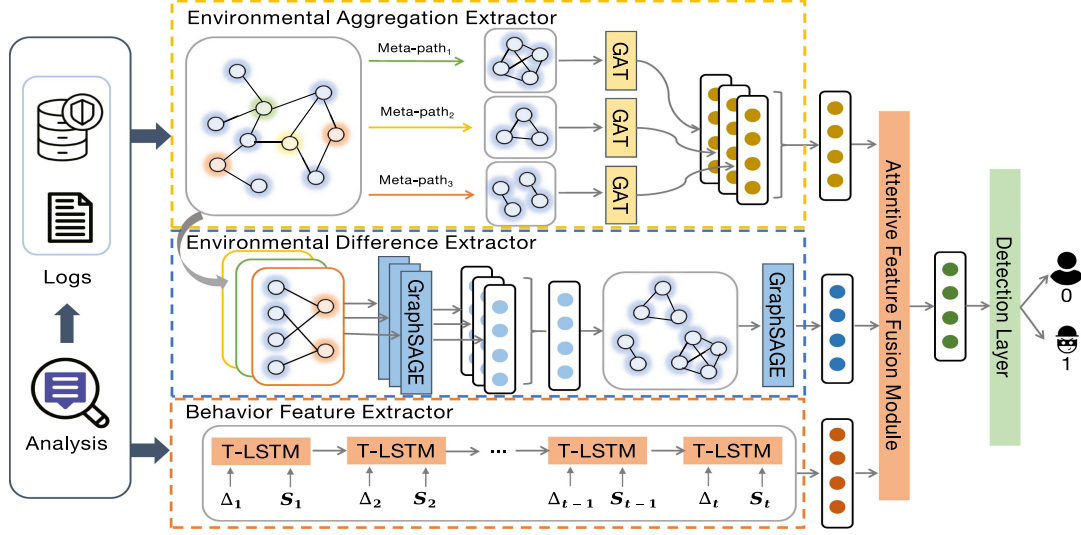 Environmental Aggregation Extractor
Meta-path₁
GAT
Meta-path₂
GAT
Meta-path₃
GAT
Logs
Analysis
Environmental Difference Extractor
GraphSAGE
GraphSAGE
Behavior Feature Extractor
T-LSTM
T-LSTM
...
T-LSTM
T-LSTM
Δ₁ S₁ Δ₂ S₂ Δₜ₋₁ Sₜ₋₁ Δₜ Sₜ
Attentive Feature Fusion Module
Detection Layer
0
1